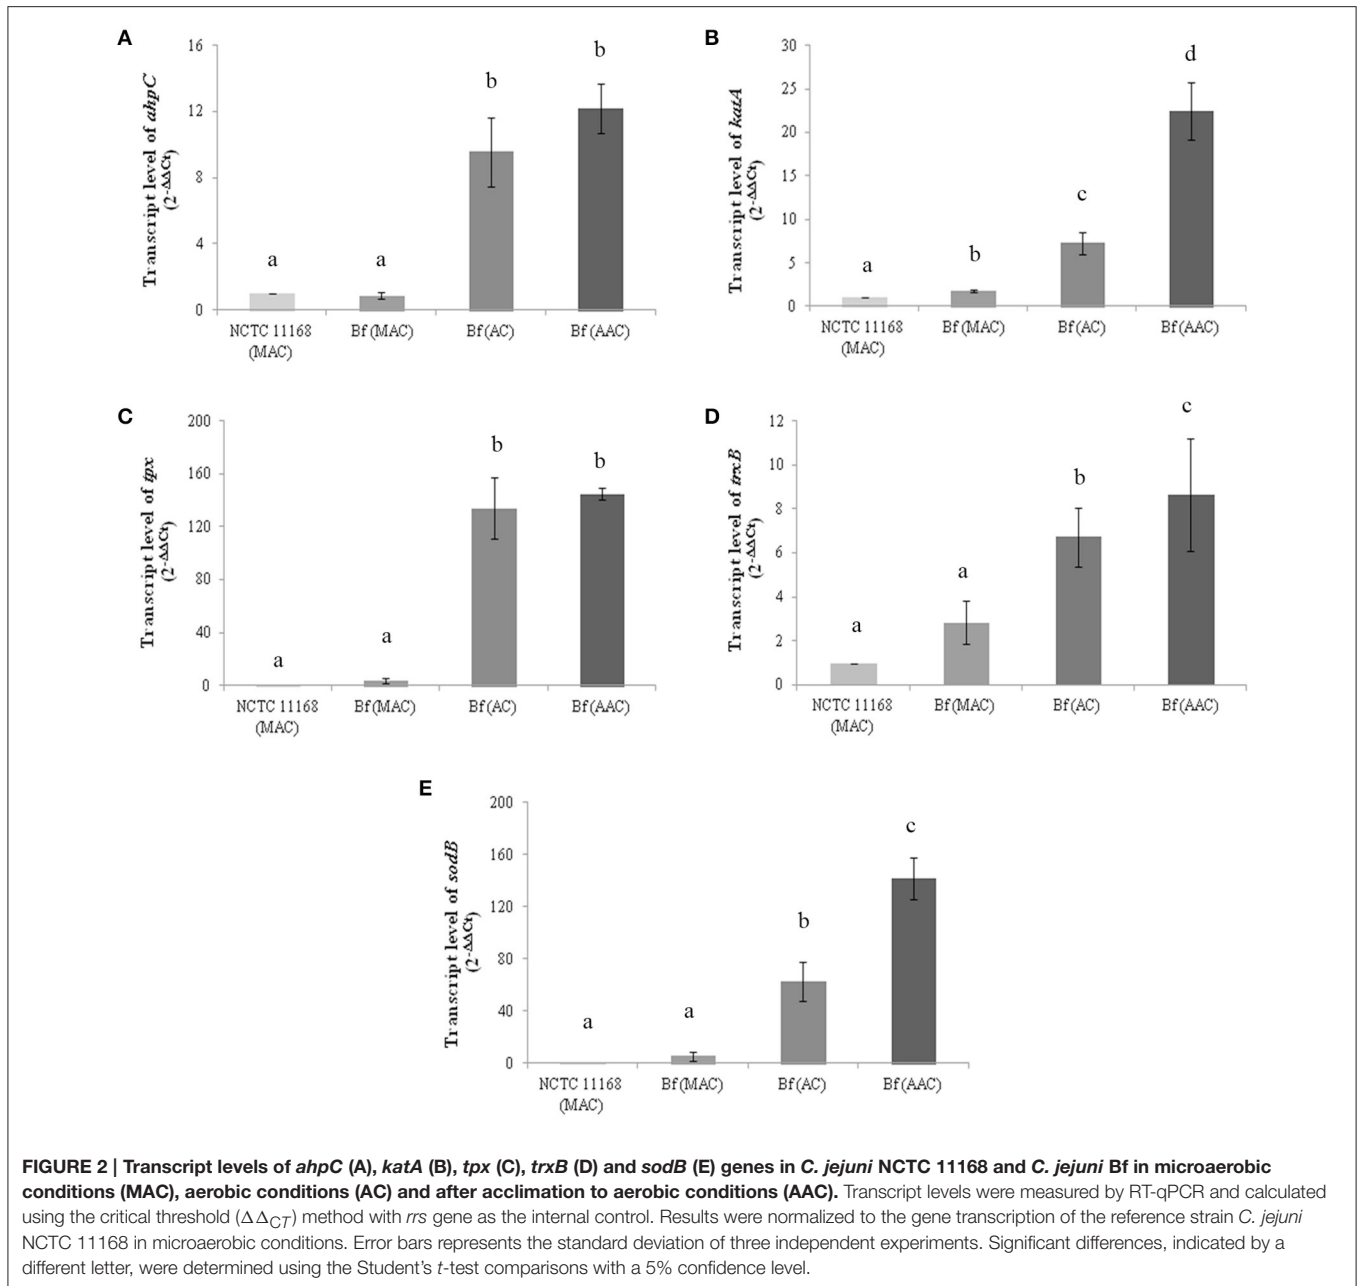 A
Transcript level of ahpC
(2-ΔΔCt)
16
12
8
4
0
a
a
b
b
NCTC 11168
(MAC)
Bf(MAC)
Bf(AC)
Bf(AAC)
B
Transcript level of katA
(2-ΔΔCt)
30
25
20
15
10
5
0
a
b
c
d
NCTC 11168
(MAC)
Bf(MAC)
Bf(AC)
Bf(AAC)
C
Transcript level of tpx
(2-ΔΔCt)
200
160
120
80
40
0
a
a
b
b
NCTC 11168
(MAC)
Bf(MAC)
Bf(AC)
Bf(AAC)
D
Transcript level of trxB
(2-ΔΔCt)
12
10
8
6
4
2
0
a
a
b
c
NCTC 11168
(MAC)
Bf(MAC)
Bf(AC)
Bf(AAC)
E
Transcript level of sodB
(2-ΔΔCt)
200
160
120
80
40
0
a
a
b
c
NCTC 11168
(MAC)
Bf(MAC)
Bf(AC)
Bf(AAC)
FIGURE 2 | Transcript levels of ahpC (A), katA (B), tpx (C), trxB (D) and sodB (E) genes in C. jejuni NCTC 11168 and C. jejuni Bf in microaerobic
conditions (MAC), aerobic conditions (AC) and after acclimation to aerobic conditions (AAC). Transcript levels were measured by RT-qPCR and calculated
using the critical threshold (ΔΔCT) method with rrs gene as the internal control. Results were normalized to the gene transcription of the reference strain C. jejuni
NCTC 11168 in microaerobic conditions. Error bars represents the standard deviation of three independent experiments. Significant differences, indicated by a
different letter, were determined using the Student's t-test comparisons with a 5% confidence level.